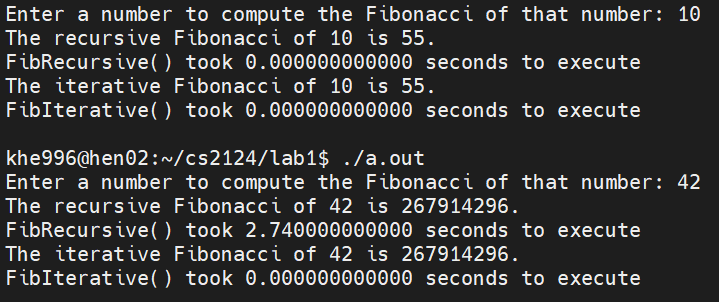 Enter a number to compute the Fibonacci of that number: 10
The recursive Fibonacci of 10 is 55.
FibRecursive() took 0.000000000000 seconds to execute
The iterative Fibonacci of 10 is 55.
FibIterative() took 0.000000000000 seconds to execute
khe996@hen02:~/cs2124/lab1$ ./a.out
Enter a number to compute the Fibonacci of that number: 42
The recursive Fibonacci of 42 is 267914296.
FibRecursive() took 2.740000000000 seconds to execute
The iterative Fibonacci of 42 is 267914296.
FibIterative() took 0.000000000000 seconds to execute